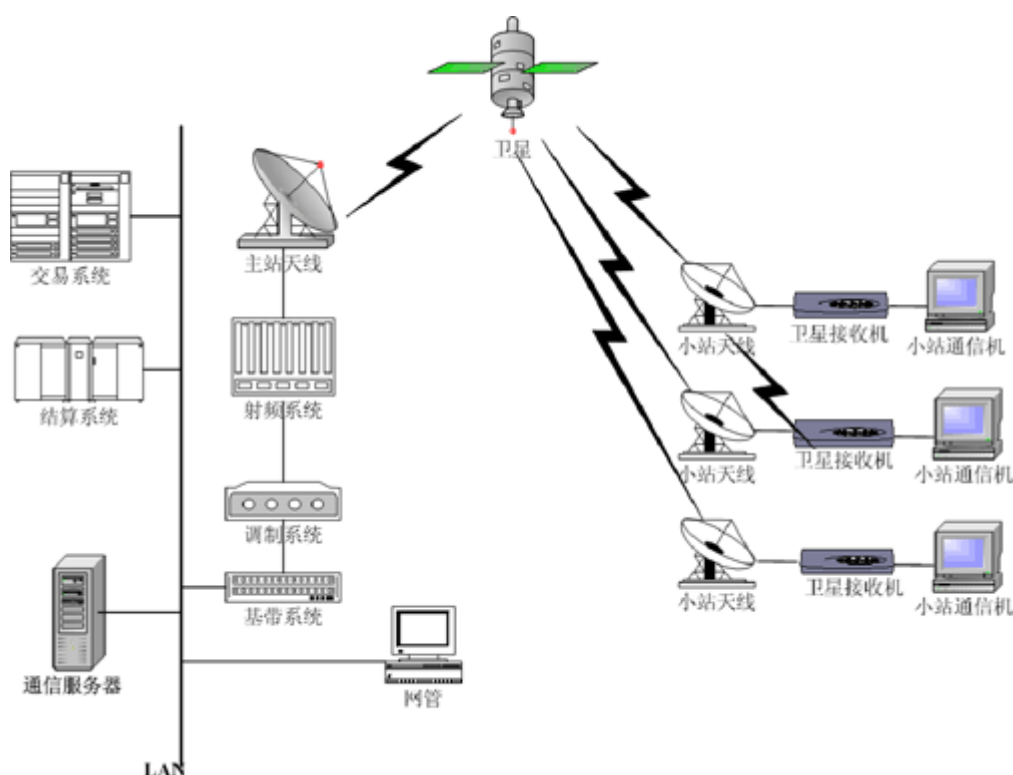 卫星
主站天线
交易系统
小站天线
卫星接收机
小站通信机
射频系统
结算系统
小站天线
卫星接收机
小站通信机
调制系统
基带系统
小站天线
卫星接收机
小站通信机
通信服务器
网管
LAN